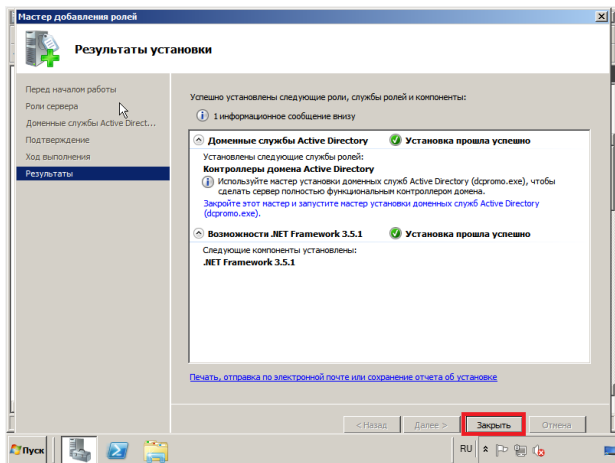 Мастер добавления ролей
Результаты установки
Перед началом работы
Роли сервера
Доменные службы Active Direct...
Подтверждение
Ход выполнения
Результаты
Успешно установлены следующие роли, службы ролей и компоненты:
1 информационное сообщение внизу
Доменные службы Active Directory Установка прошла успешно
Установлены следующие службы ролей:
Контроллеры домена Active Directory
Используйте мастер установки доменных служб Active Directory (dcpromo.exe), чтобы
сделать сервер полностью функциональным контроллером домена.
Закройте этот мастер и запустите мастер установки доменных служб Active Directory
(dcpromo.exe).
Возможности .NET Framework 3.5.1 Установка прошла успешно
Следующие компоненты установлены:
.NET Framework 3.5.1
Печать, отправка по электронной почте или сохранение отчета об установке
< Назад Далее > Закрыть Отмена
Пуск RU